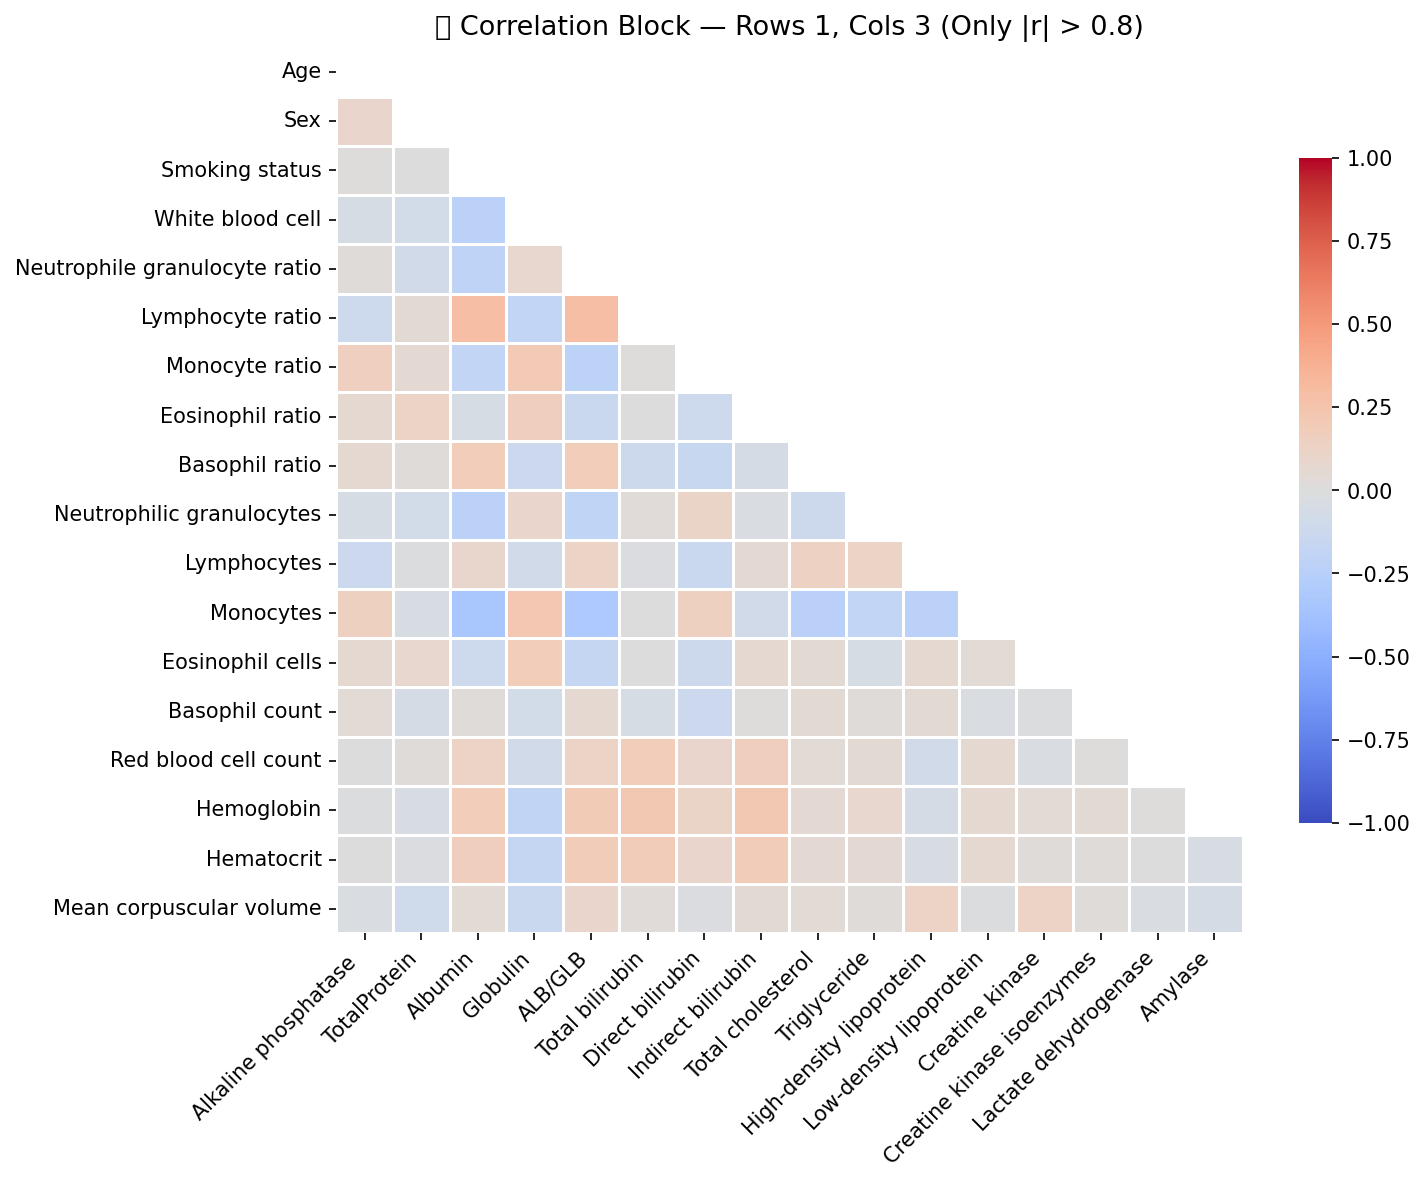 ▯ Correlation Block — Rows 1, Cols 3 (Only |r| > 0.8)
Age
Sex
Smoking status
White blood cell
Neutrophile granulocyte ratio
Lymphocyte ratio
Monocyte ratio
Eosinophil ratio
Basophil ratio
Neutrophilic granulocytes
Lymphocytes
Monocytes
Eosinophil cells
Basophil count
Red blood cell count
Hemoglobin
Hematocrit
Mean corpuscular volume
Alkaline phosphatase
TotalProtein
Albumin
Globulin
ALB/GLB
Total bilirubin
Direct bilirubin
Indirect bilirubin
Total cholesterol
Triglyceride
High-density lipoprotein
Low-density lipoprotein
Creatine kinase
Creatine kinase isoenzymes
Lactate dehydrogenase
Amylase
1.00
0.75
0.50
0.25
0.00
−0.25
−0.50
−0.75
−1.00